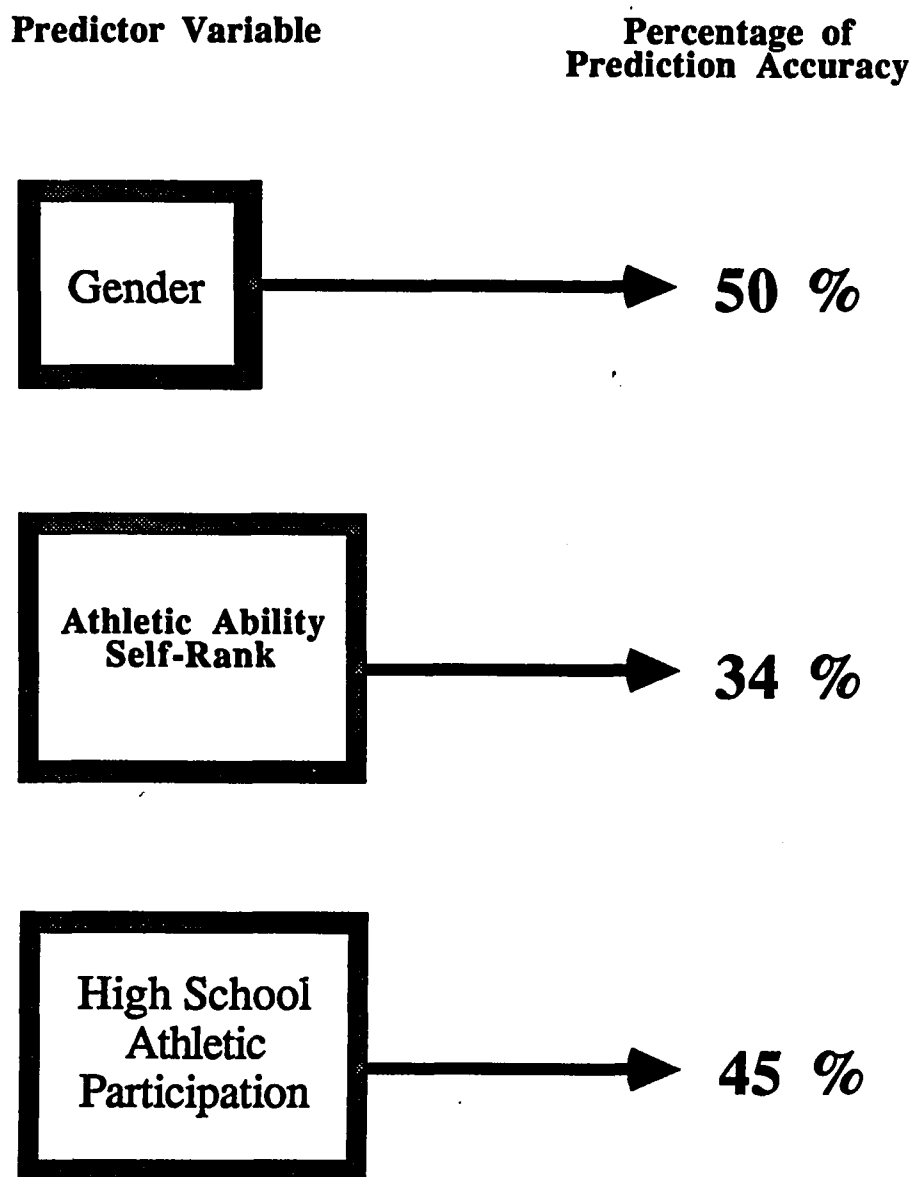 Predictor Variable
Percentage of
Prediction Accuracy
Gender
50 %
Athletic Ability
Self-Rank
34 %
High School
Athletic
Participation
45 %